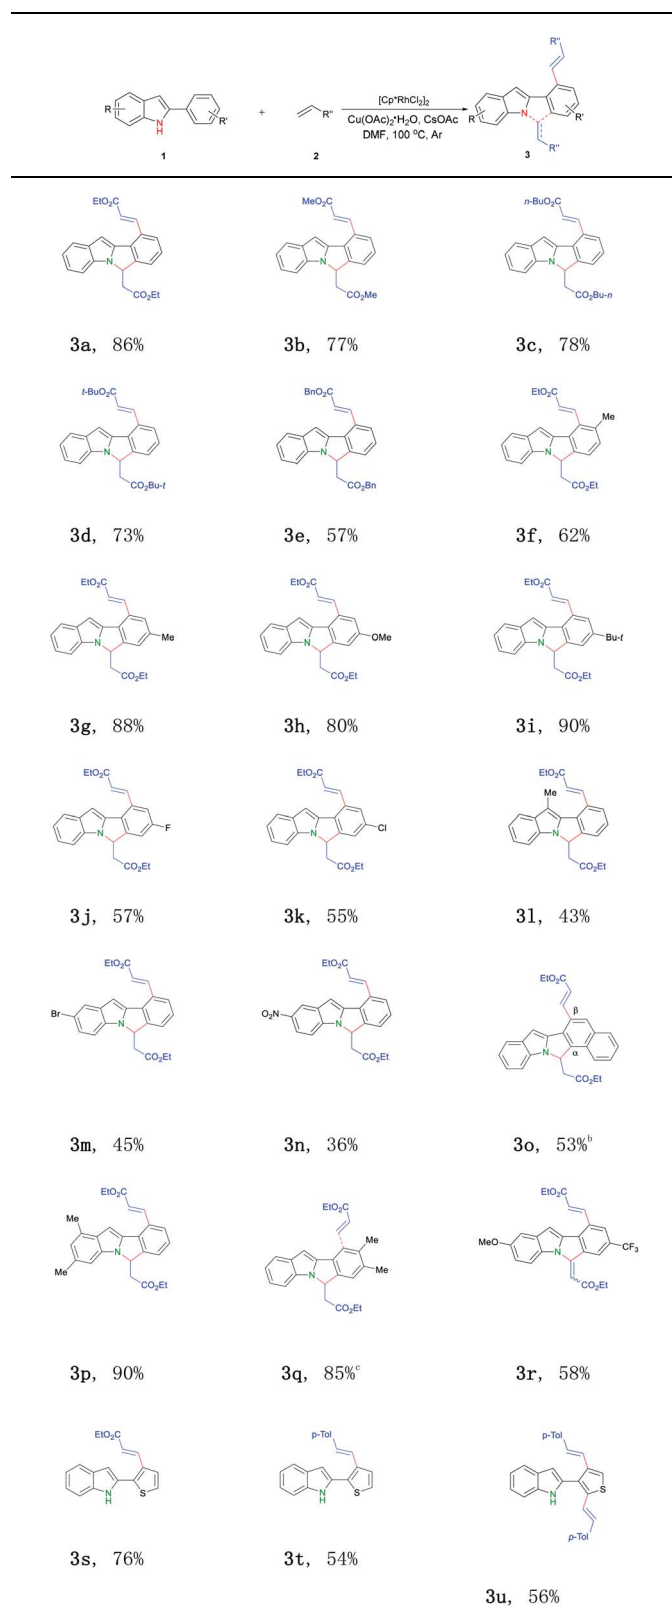 R'' R''
[Cp*RhCl2]2
R N H R' + R'' Cu(OAc)2•H2O, CsOAc R N R'
DMF, 100 °C, Ar
R''
1 2 3
EtO2C MeO2C n-BuO2C
N N N
CO2Et CO2Me CO2Bu-n
3a, 86% 3b, 77% 3c, 78%
t-BuO2C BnO2C EtO2C
Me
N N N
CO2Bu-t CO2Bn CO2Et
3d, 73% 3e, 57% 3f, 62%
EtO2C EtO2C EtO2C
N Me N OMe N Bu-t
CO2Et CO2Et CO2Et
3g, 88% 3h, 80% 3i, 90%
EtO2C EtO2C EtO2C
Me
N F N Cl N
CO2Et CO2Et CO2Et
3j, 57% 3k, 55% 3l, 43%
EtO2C EtO2C EtO2C
Br N O2N N β
N α
CO2Et CO2Et CO2Et
3m, 45% 3n, 36% 3o, 53%b
EtO2C EtO2C EtO2C
Me Me
N N Me MeO N CF3
Me CO2Et CO2Et CO2Et
3p, 90% 3q, 85%c 3r, 58%
EtO2C p-Tol p-Tol
N H S N H S N H S
p-Tol
3s, 76% 3t, 54%
3u, 56%